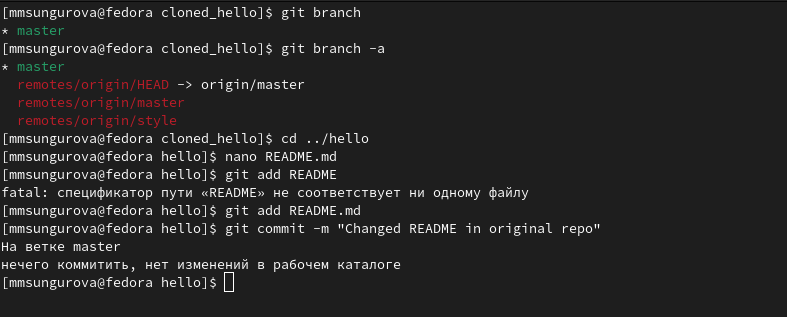 [mmsungurova@fedora cloned_hello]$ git branch
* master
[mmsungurova@fedora cloned_hello]$ git branch -a
* master
  remotes/origin/HEAD -> origin/master
  remotes/origin/master
  remotes/origin/style
[mmsungurova@fedora cloned_hello]$ cd ../hello
[mmsungurova@fedora hello]$ nano README.md
[mmsungurova@fedora hello]$ git add README
fatal: спецификатор пути «README» не соответствует ни одному файлу
[mmsungurova@fedora hello]$ git add README.md
[mmsungurova@fedora hello]$ git commit -m "Changed README in original repo"
На ветке master
нечего коммитить, нет изменений в рабочем каталоге
[mmsungurova@fedora hello]$